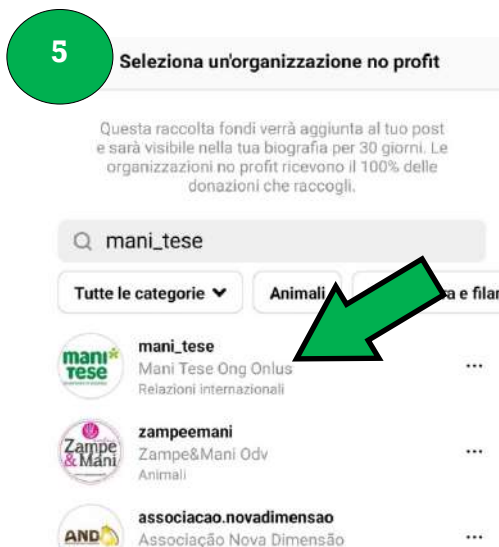 5
Seleziona un'organizzazione no profit
Questa raccolta fondi verrà aggiunta al tuo post
e sarà visibile nella tua biografia per 30 giorni. Le
organizzazioni no profit ricevono il 100% delle
donazioni che raccogli.
mani_tese
Tutte le categorie
Animali
a e filar
mani_tese
mani
Tese
Mani Tese Ong Onlus
Relazioni internazionali
zampeemani
Zampe
&Mani
Zampe&Mani Odv
Animali
associacao.novadimensao
AND
Associação Nova Dimensão